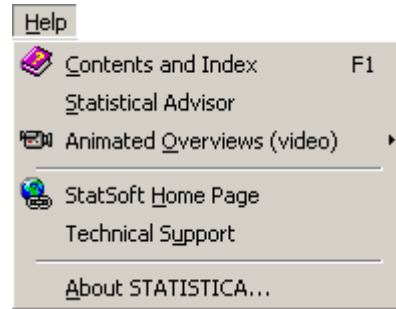 Help
Contents and Index F1
Statistical Advisor
Animated Overviews (video)
StatSoft Home Page
Technical Support
About STATISTICA...